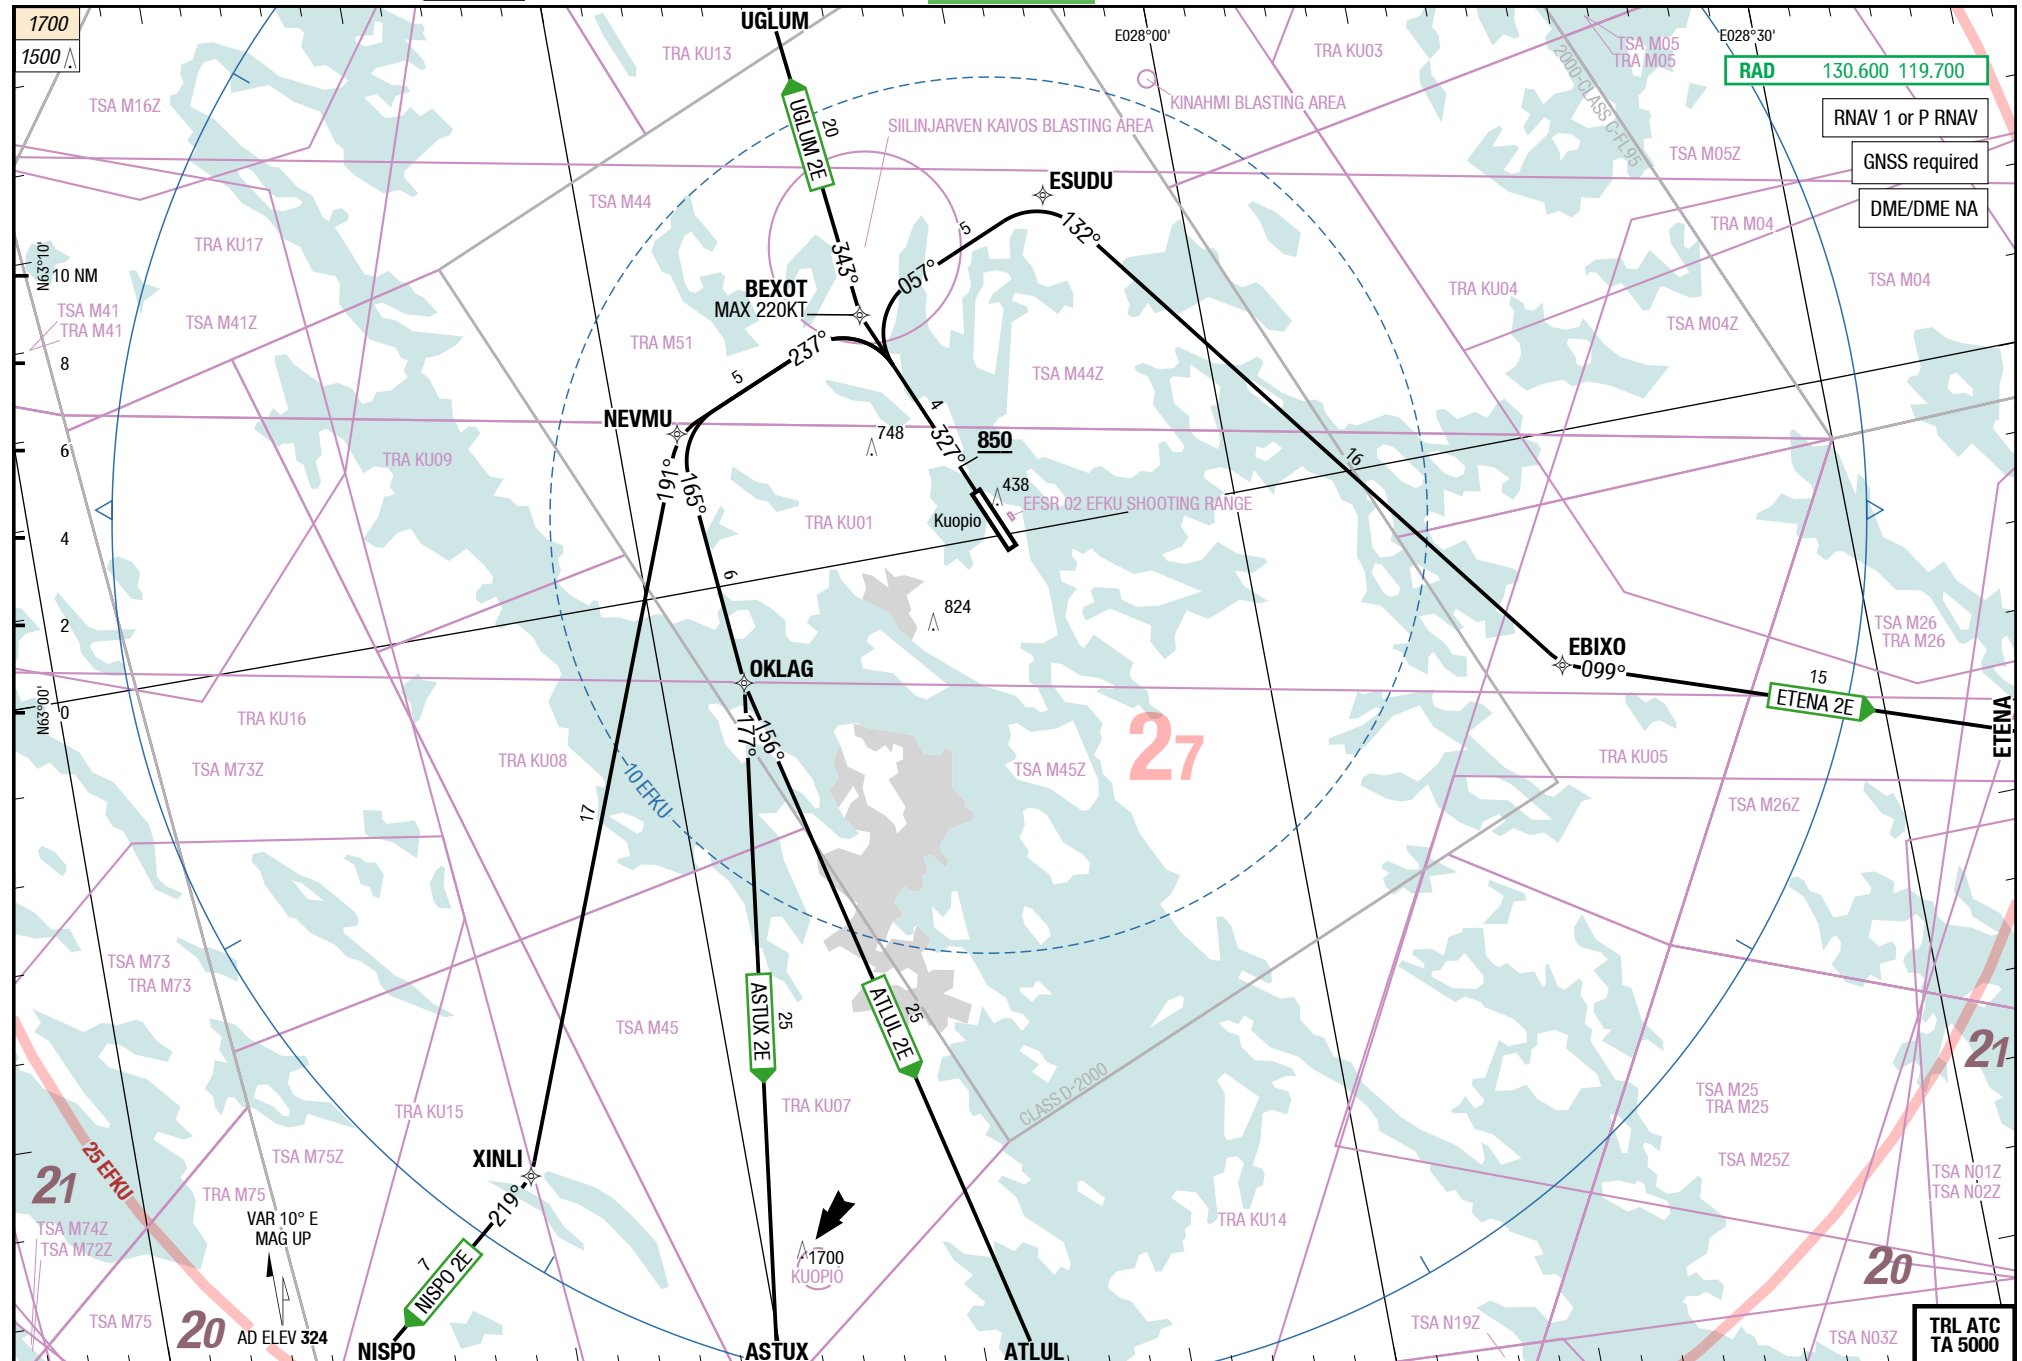 1700
1500
UGLUM
E028°00'
E028°30'
TRA KU13
TRA KU03
TSA M05
TRA M05
2000-CLASS C-FL95
RAD 130.600 119.700
RNAV 1 or P RNAV
GNSS required
DME/DME NA
TSA M16Z
KINAHMI BLASTING AREA
SIILINJARVEN KAIVOS BLASTING AREA
UGLUM 2E
20
TSA M05Z
ESUDU
TSA M44
TRA KU17
TRA M04
5
132°
N63°10'
10 NM
343°
057°
TSA M04
BEXOT
MAX 220KT
TRA KU04
TSA M41
TRA M41
TSA M41Z
TSA M04Z
TRA M51
237°
8
TSA M44Z
5
4
NEVMU
748
327°
850
6
TRA KU09
16
191°
165°
438
EFSR 02 EFKU SHOOTING RANGE
TRA KU01
Kuopio
4
6
824
2
TSA M26
TRA M26
EBIXO
099°
OKLAG
15
ETENA 2E
ETENA
N63°00'
0
TRA KU16
177°
156°
27
TRA KU08
TSA M73Z
10 EFKU
TSA M45Z
TRA KU05
TSA M26Z
17
TSA M73
TRA M73
ASTUX 2E
25
ATLUL 2E
25
TSA M45
21
TRA KU15
TRA KU07
CLASS D-2000
TSA M25
TRA M25
25 EFKU
21
TSA M75Z
XINLI
TSA M25Z
TSA N01Z
TSA N02Z
TRA M75
219°
VAR 10° E
MAG UP
TRA KU14
TSA M74Z
TSA M72Z
7
NISPO 2E
1700
KUOPIO
20
TSA M75
20
AD ELEV 324
TSA N19Z
TSA N03Z
TRL ATC
TA 5000
NISPO
ASTUX
ATLUL